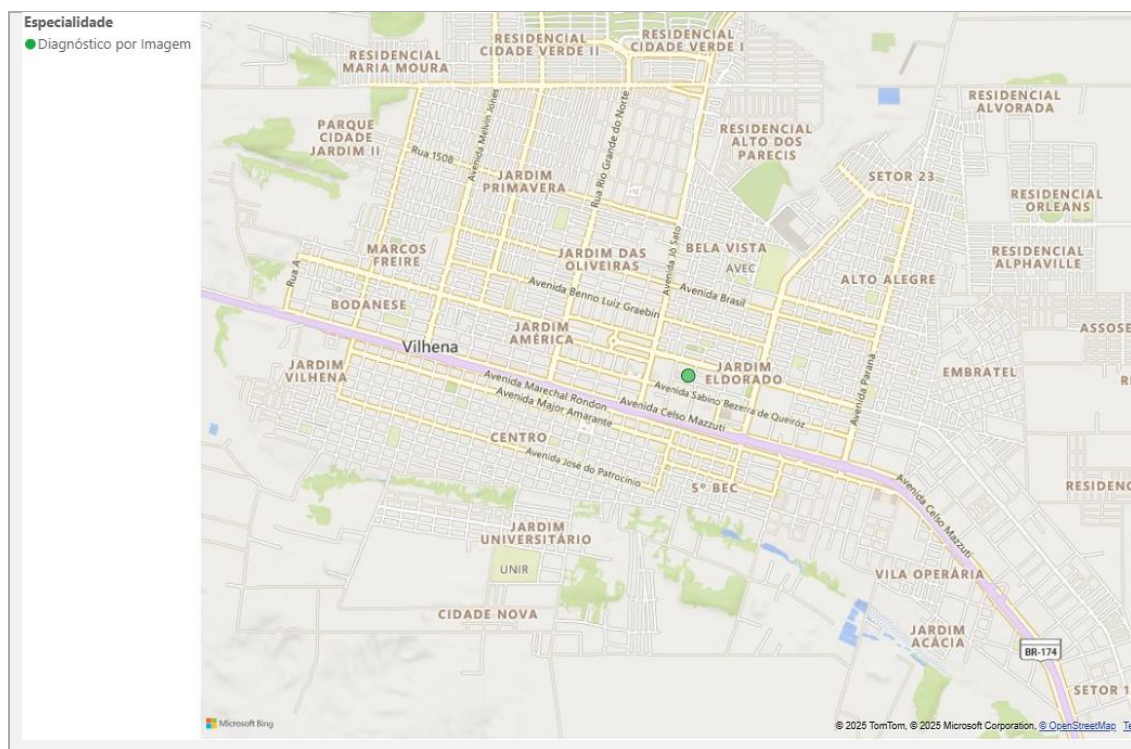 Especialidade
Diagnóstico por Imagem
RESIDENCIAL
CIDADE VERDE II
RESIDENCIAL
CIDADE VERDE I
RESIDENCIAL
MARIA MOURA
RESIDENCIAL
ALVORADA
PARQUE
CIDADE
JARDIM II
Avenida Melvin Jones
Rua Rio Grande do Norte
RESIDENCIAL
ALTO DOS
PARECIS
Rua 1508
JARDIM
PRIMAVERA
SETOR 23
RESIDENCIAL
ORLEANS
MARCOS
FREIRE
JARDIM DAS
OLIVEIRAS
Avenida Jô Sato
BELA VISTA
AVEC
RESIDENCIAL
ALPHAVILLE
Rua A
ALTO ALEGRE
Avenida Brasil
Avenida Benno Luiz Graebin
BODANESE
JARDIM
AMÉRICA
ASSOSE
Vilhena
JARDIM
VILHENA
JARDIM
ELDORADO
Avenida Paraná
EMBRATEL
Avenida Marechal Rondon
Avenida Sabino Bezerra de Queiróz
Avenida Major Amarante
Avenida Celso Mazzuti
CENTRO
Avenida José do Patrocínio
5º BEC
Avenida Celso Mazzuti
RESIDENC
JARDIM
UNIVERSITÁRIO
UNIR
VILA OPERÁRIA
CIDADE NOVA
JARDIM
ACÁCIA
BR-174
SETOR 1
Microsoft Bing
© 2025 TomTom, © 2025 Microsoft Corporation, © OpenStreetMap Te